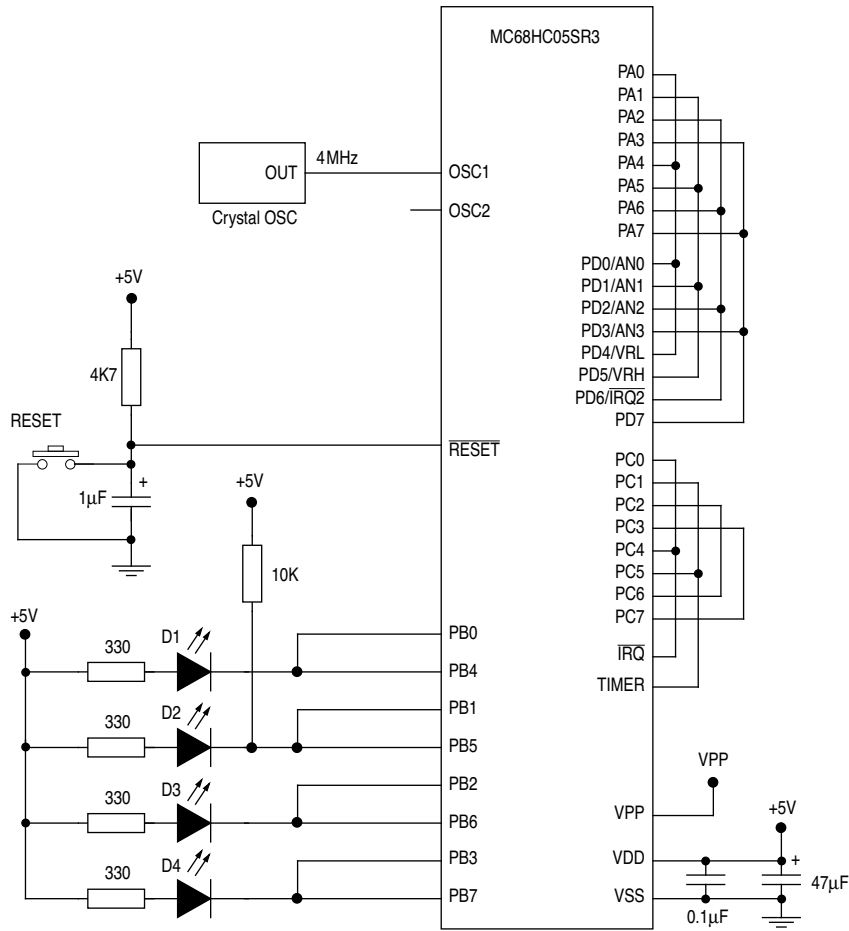 MC68HC05SR3
PA0
PA1
PA2
PA3
PA4
PA5
PA6
PA7
PD0/AN0
PD1/AN1
PD2/AN2
PD3/AN3
PD4/VRL
PD5/VRH
PD6/IRQ2
PD7
PC0
PC1
PC2
PC3
PC4
PC5
PC6
PC7
IRQ
TIMER
VPP
VPP
VDD
VSS
+5V
+
47μF
0.1μF
OUT
4MHz
OSC1
Crystal OSC
OSC2
+5V
4K7
RESET
RESET
+
1μF
+5V
10K
+5V
330
D1
PB0
PB4
330
D2
PB1
PB5
330
D3
PB2
PB6
330
D4
PB3
PB7